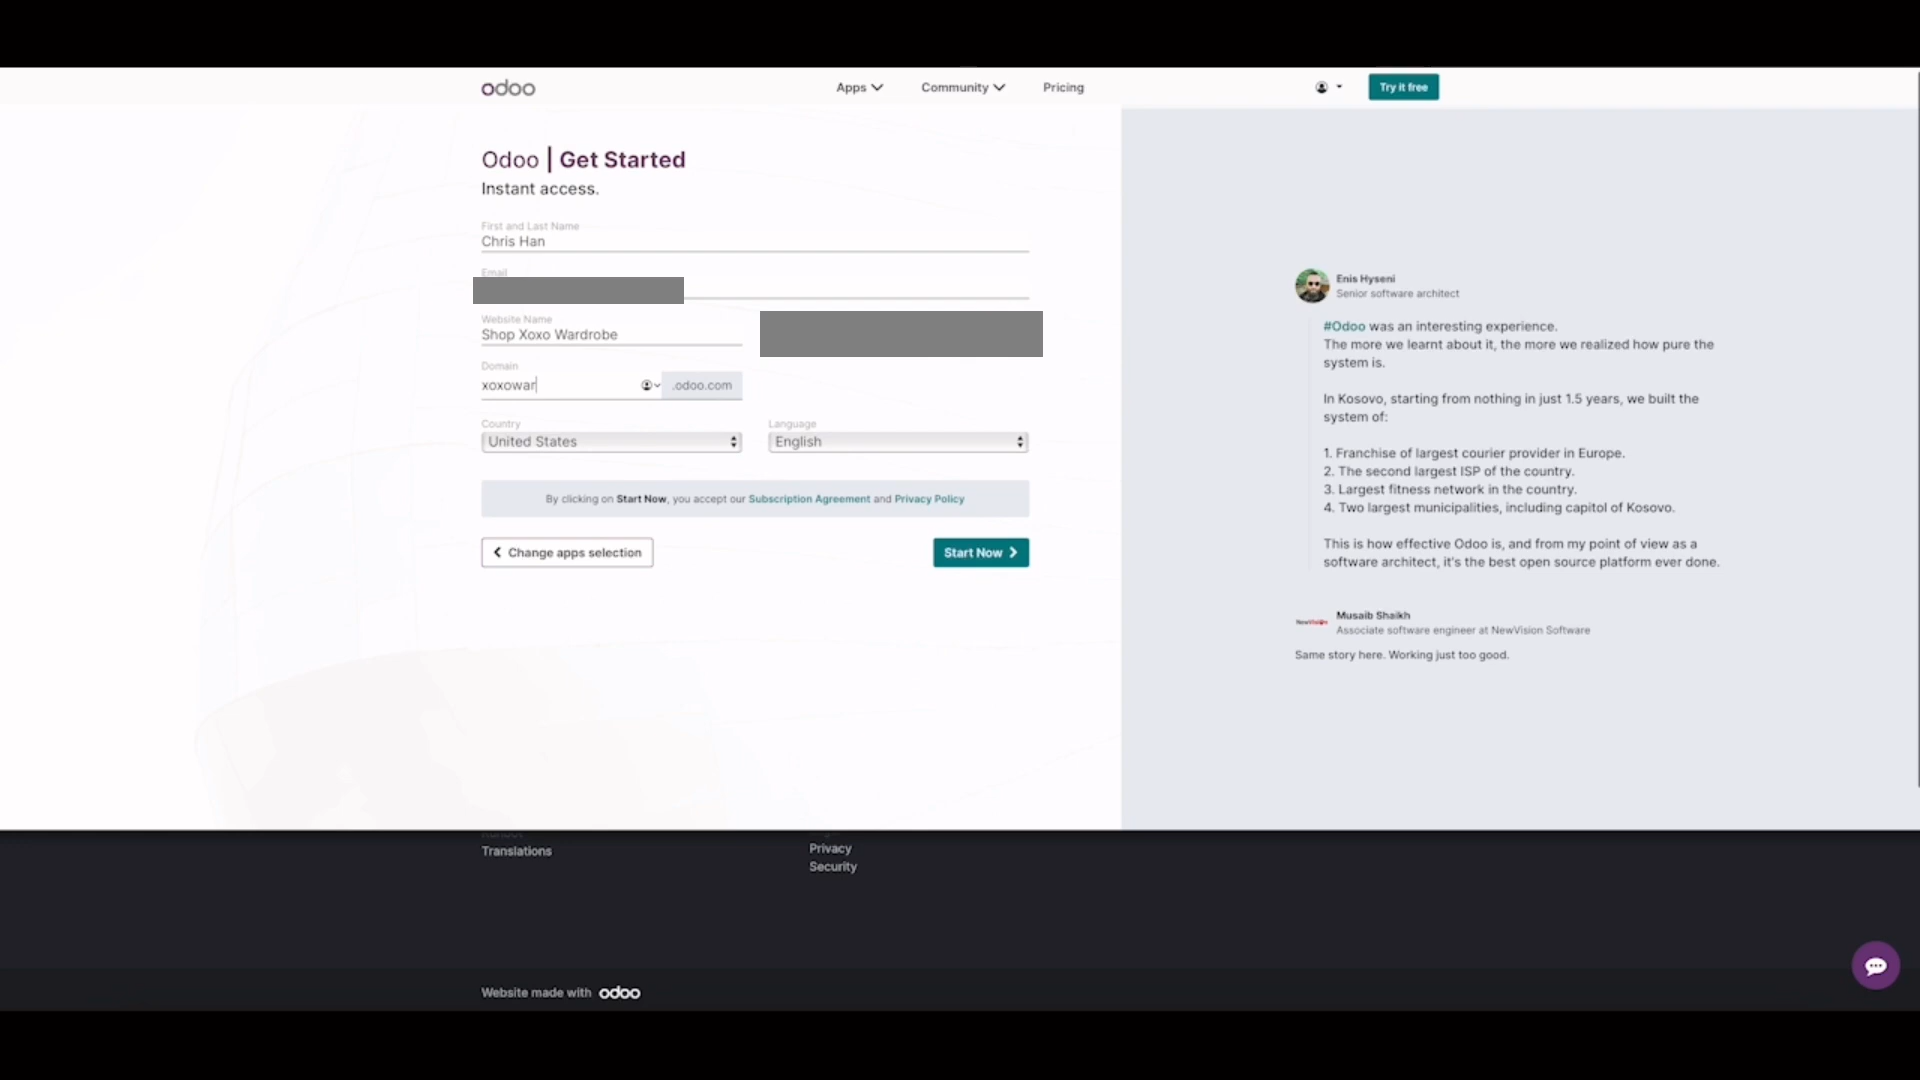 odoo
Apps
Community
Pricing
Try it free
Odoo | Get Started
Instant access.
First and Last Name
Chris Han
Email
Website Name
Shop Xoxo Wardrobe
Domain
xoxowar
.odoo.com
Country
United States
Language
English
By clicking on Start Now, you accept our Subscription Agreement and Privacy Policy
Change apps selection
Start Now
Enis Hyseni
Senior software architect
#Odoo was an interesting experience.
The more we learnt about it, the more we realized how pure the
system is.
In Kosovo, starting from nothing in just 1.5 years, we built the
system of:
1. Franchise of largest courier provider in Europe.
2. The second largest ISP of the country.
3. Largest fitness network in the country.
4. Two largest municipalities, including capitol of Kosovo.
This is how effective Odoo is, and from my point of view as a
software architect, it's the best open source platform ever done.
NewVision
Musaib Shaikh
Associate software engineer at NewVision Software
Same story here. Working just too good.
Translations
Privacy
Security
Website made with odoo